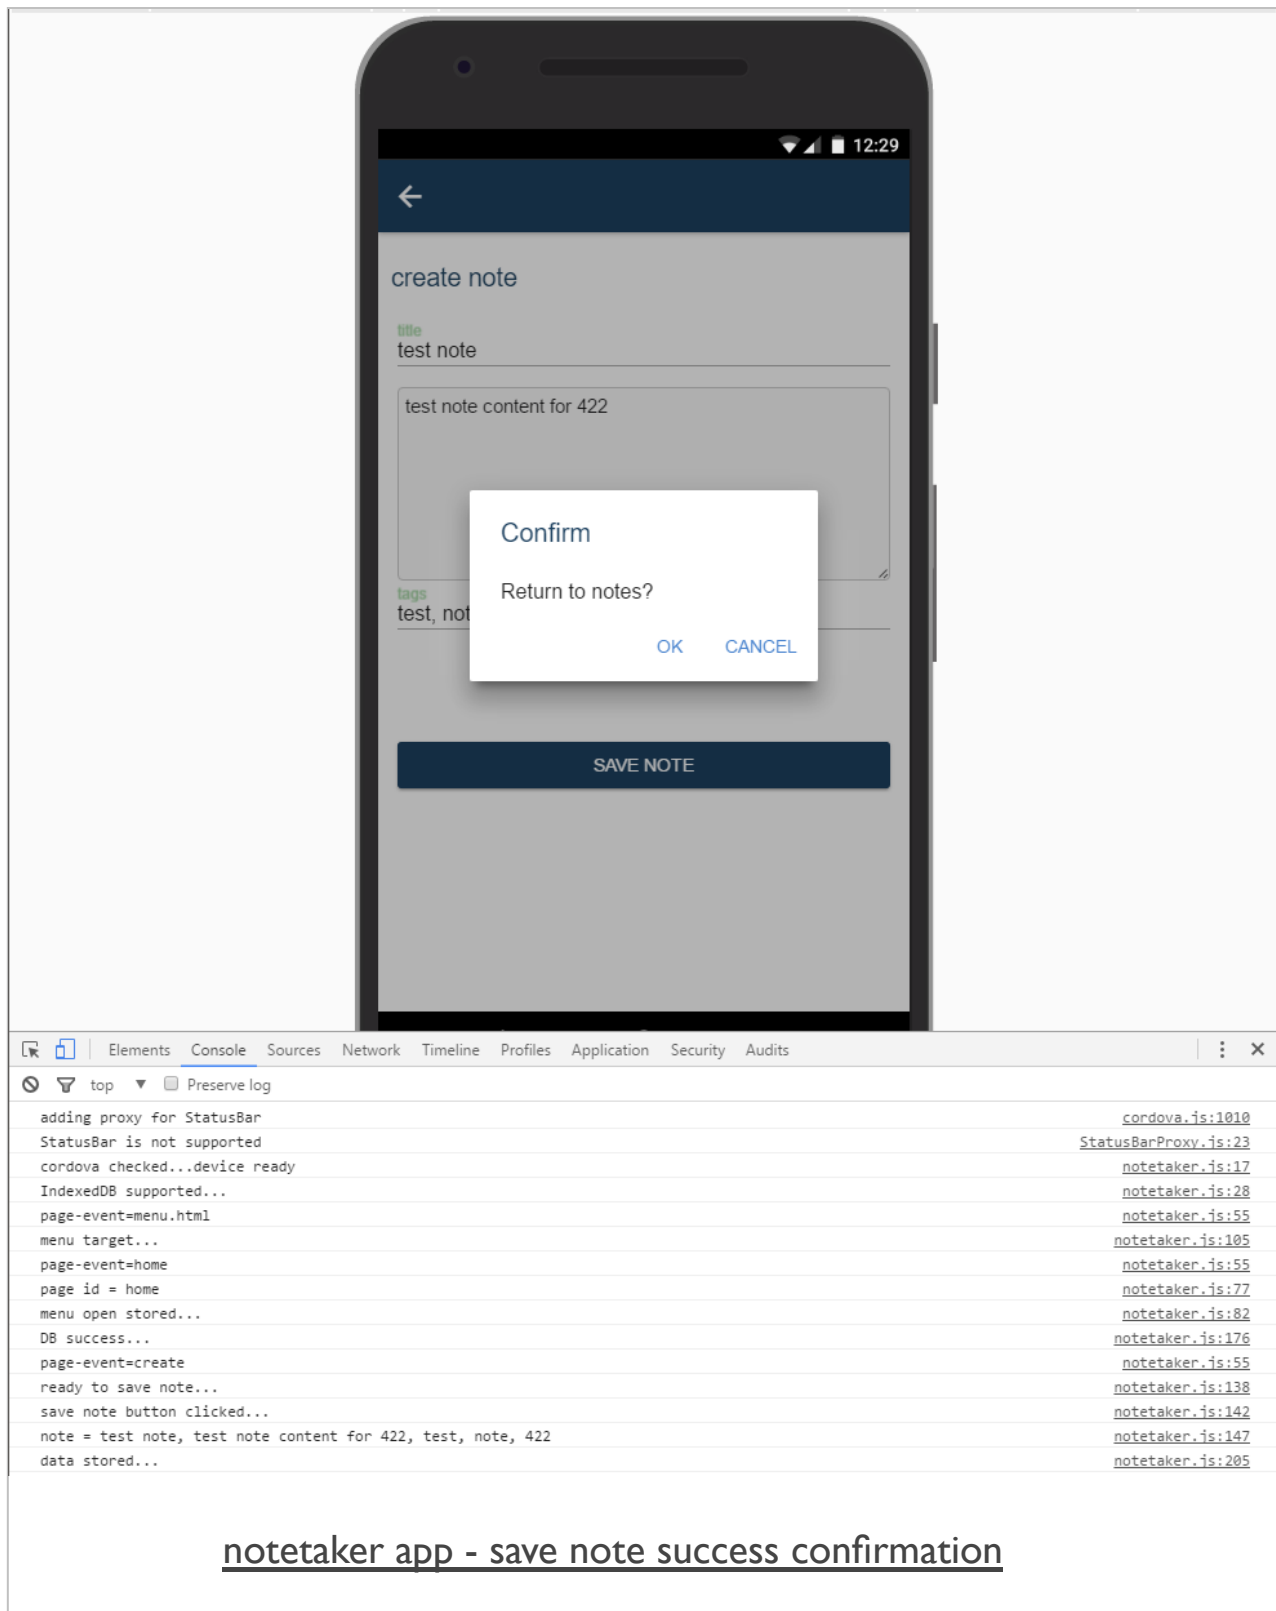 12:29
create note
title
test note
test note content for 422
Confirm
Return to notes?
tags
test, not
OK CANCEL
SAVE NOTE
Elements Console Sources Network Timeline Profiles Application Security Audits
top Preserve log
adding proxy for StatusBar cordova.js:1010
StatusBar is not supported StatusBarProxy.js:23
cordova checked...device ready notetaker.js:17
IndexedDB supported... notetaker.js:28
page-event=menu.html notetaker.js:55
menu target... notetaker.js:105
page-event=home notetaker.js:55
page id = home notetaker.js:77
menu open stored... notetaker.js:82
DB success... notetaker.js:176
page-event=create notetaker.js:55
ready to save note... notetaker.js:138
save note button clicked... notetaker.js:142
note = test note, test note content for 422, test, note, 422 notetaker.js:147
data stored... notetaker.js:205
notetaker app - save note success confirmation